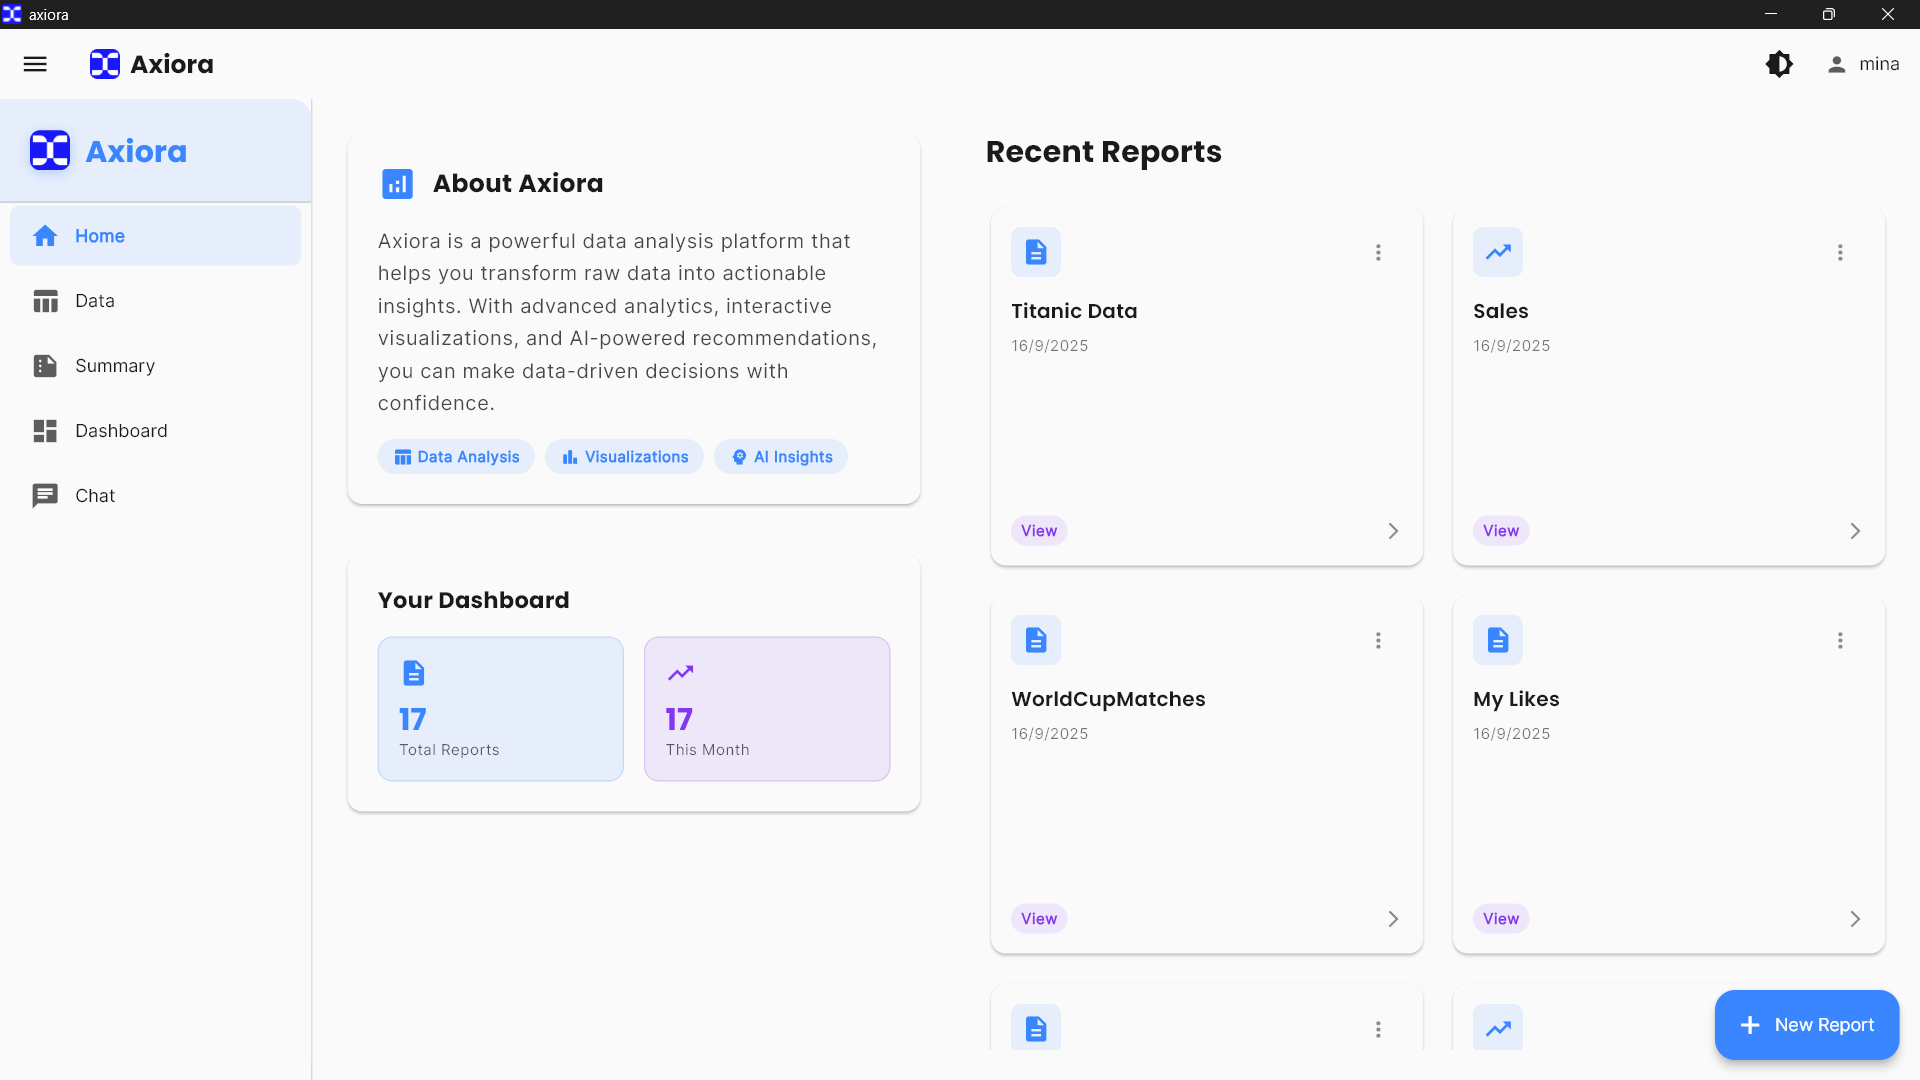 axiora
Axiora
mina
Axiora
Home
Data
Summary
Dashboard
Chat
About Axiora
Axiora is a powerful data analysis platform that
helps you transform raw data into actionable
insights. With advanced analytics, interactive
visualizations, and AI-powered recommendations,
you can make data-driven decisions with
confidence.
Data Analysis
Visualizations
AI Insights
Your Dashboard
17
Total Reports
17
This Month
Recent Reports
Titanic Data
16/9/2025
View
Sales
16/9/2025
View
WorldCupMatches
16/9/2025
View
My Likes
16/9/2025
View
New Report